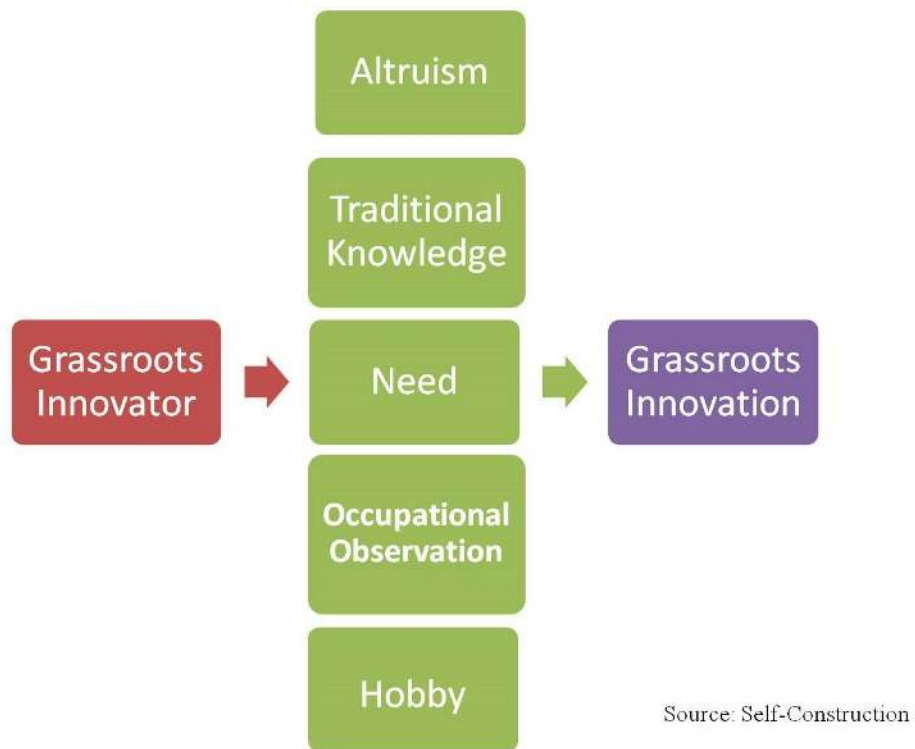 Altruism
Traditional
Knowledge
Grassroots
Innovator
Need
Grassroots
Innovation
Occupational
Observation
Hobby
Source: Self-Construction